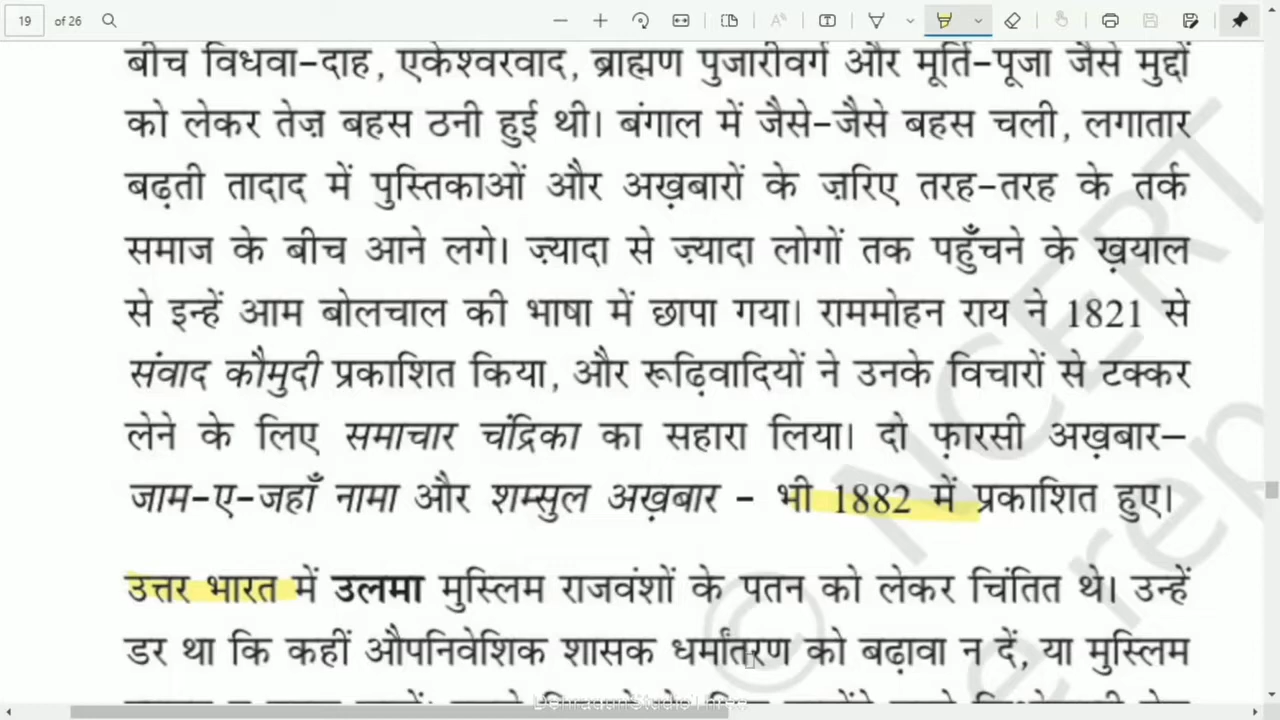 19 of 26
बीच विधवा-दाह, एकेश्वरवाद, ब्राह्मण पुजारीवर्ग और मूर्ति-पूजा जैसे मुद्दों
को लेकर तेज़ बहस ठनी हुई थी। बंगाल में जैसे-जैसे बहस चली, लगातार
बढ़ती तादाद में पुस्तिकाओं और अख़बारों के ज़रिए तरह-तरह के तर्क
समाज के बीच आने लगे। ज़्यादा से ज़्यादा लोगों तक पहुँचने के ख़याल
से इन्हें आम बोलचाल की भाषा में छापा गया। राममोहन राय ने 1821 से
संवाद कौमुदी प्रकाशित किया, और रूढ़िवादियों ने उनके विचारों से टक्कर
लेने के लिए समाचार चंद्रिका का सहारा लिया। दो फ़ारसी अख़बार–
जाम-ए-जहाँ नामा और शम्सुल अख़बार - भी 1882 में प्रकाशित हुए।
उत्तर भारत में उलमा मुस्लिम राजवंशों के पतन को लेकर चिंतित थे। उन्हें
डर था कि कहीं औपनिवेशिक शासक धर्मांतरण को बढ़ावा न दें, या मुस्लिम
DehradunStudioThree
© NCERT